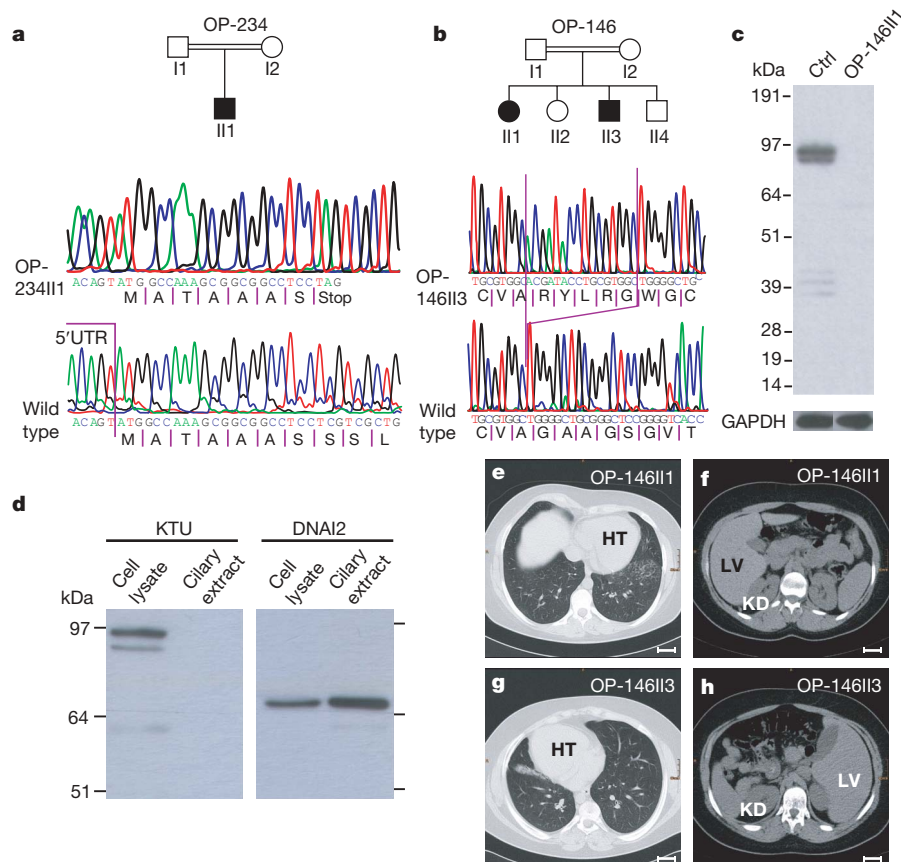 a
OP-234
I1
I2
II1
OP-
234II1
ACAGTATGGCCAAAGCGGCGGCCTCCTAG
M|A|T|A|A|A|S|Stop
5′UTR
Wild
type
ACAGTATGGCCAAAGCGGCGGCCTCCTCGTCGCTG
M|A|T|A|A|A|S|S|S|L
b
OP-146
I1
I2
II1
II2
II3
II4
OP-
146II3
TGCGTGGCACGATACCTGCGTGGCTGGGGCTG
C|V|A|R|Y|L|R|G|W|G|C
Wild
type
TGCGTGGCTGGGGCTGCGGGCTCCGGGGTCACC
C|V|A|G|A|A|G|S|G|V|T
c
kDa
Ctrl
OP-146II1
191
97
64
51
39
28
19
14
GAPDH
d
KTU
DNAI2
Cell lysate
Cilary extract
Cell lysate
Cilary extract
kDa
97
64
51
e
OP-146II1
HT
f
OP-146II1
LV
KD
g
OP-146II3
HT
h
OP-146II3
LV
KD